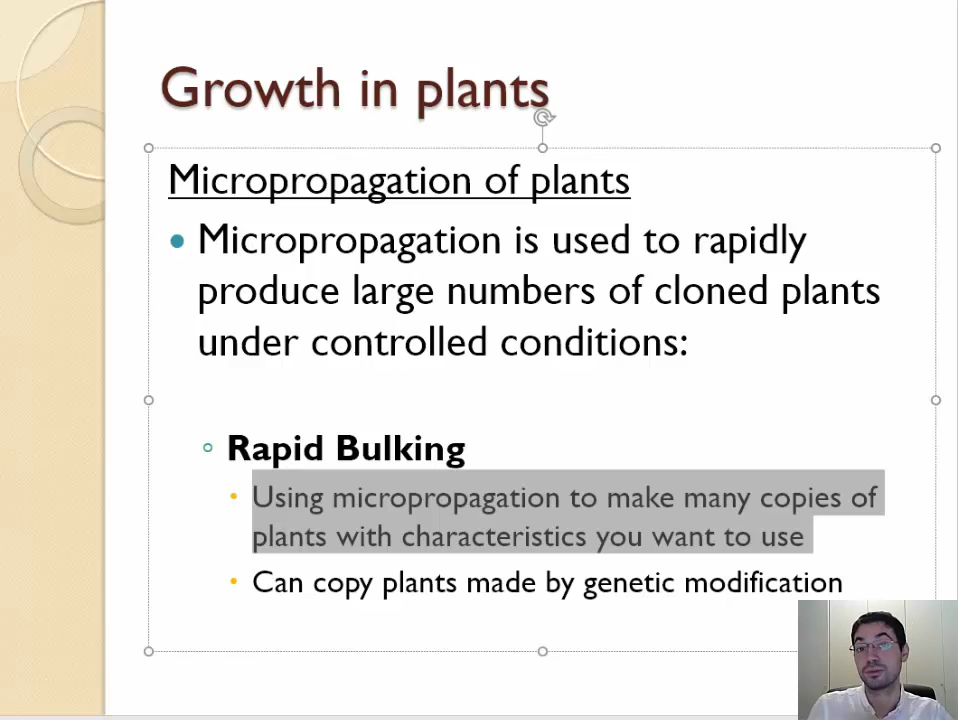 Growth in plants
Micropropagation of plants
• Micropropagation is used to rapidly
produce large numbers of cloned plants
under controlled conditions:
◦ Rapid Bulking
• Using micropropagation to make many copies of
plants with characteristics you want to use
• Can copy plants made by genetic modification